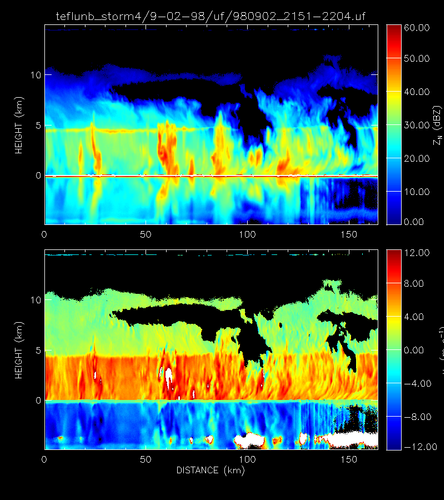 teflunb_storm4/9-02-98/uf/980902_2151-2204.uf
HEIGHT (km)
10
5
0
0 50 100 150
60.00
50.00
40.00
30.00
20.00
10.00
0.00
Z_N (dBZ)
HEIGHT (km)
10
5
0
0 50 100 150
DISTANCE (km)
12.00
8.00
4.00
0.00
-4.00
-8.00
-12.00